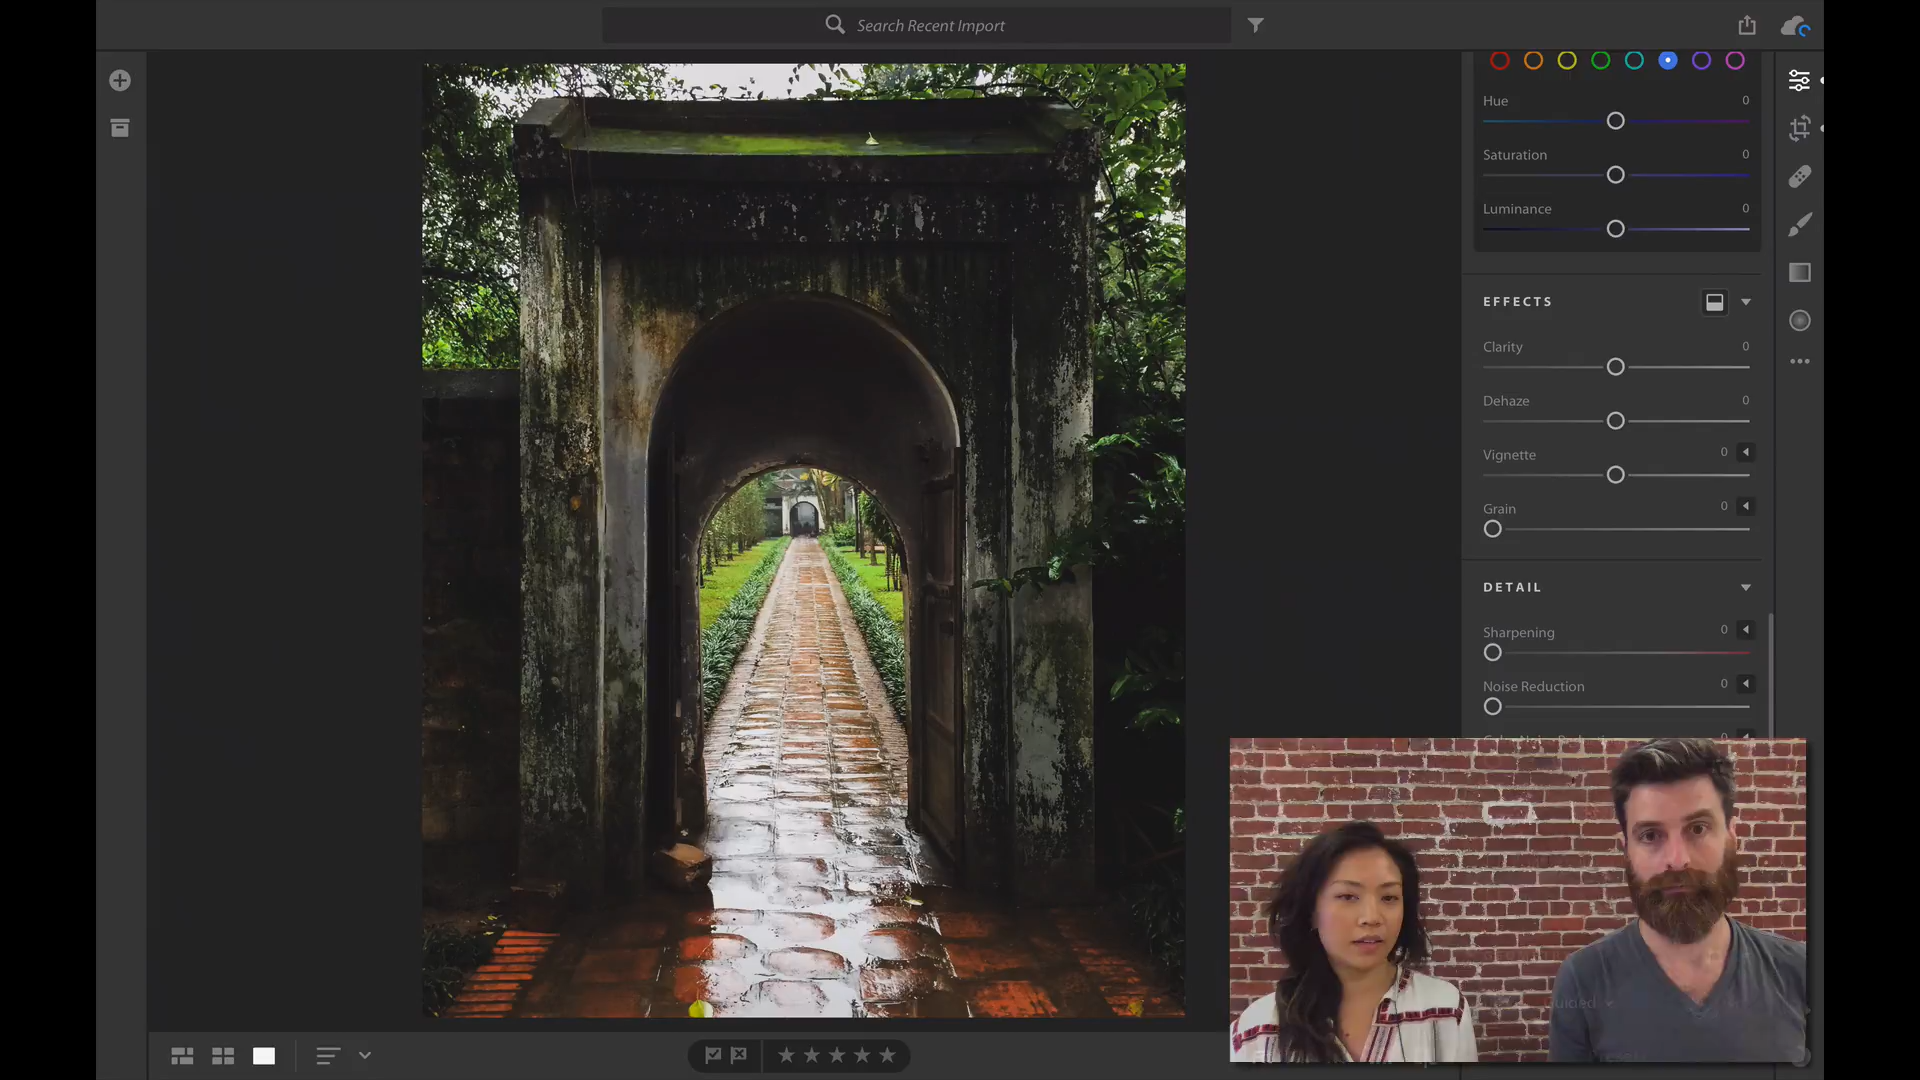 Search Recent Import
Hue 0
Saturation 0
Luminance 0
EFFECTS
Clarity 0
Dehaze 0
Vignette 0
Grain 0
DETAIL
Sharpening 0
Noise Reduction 0
Guided